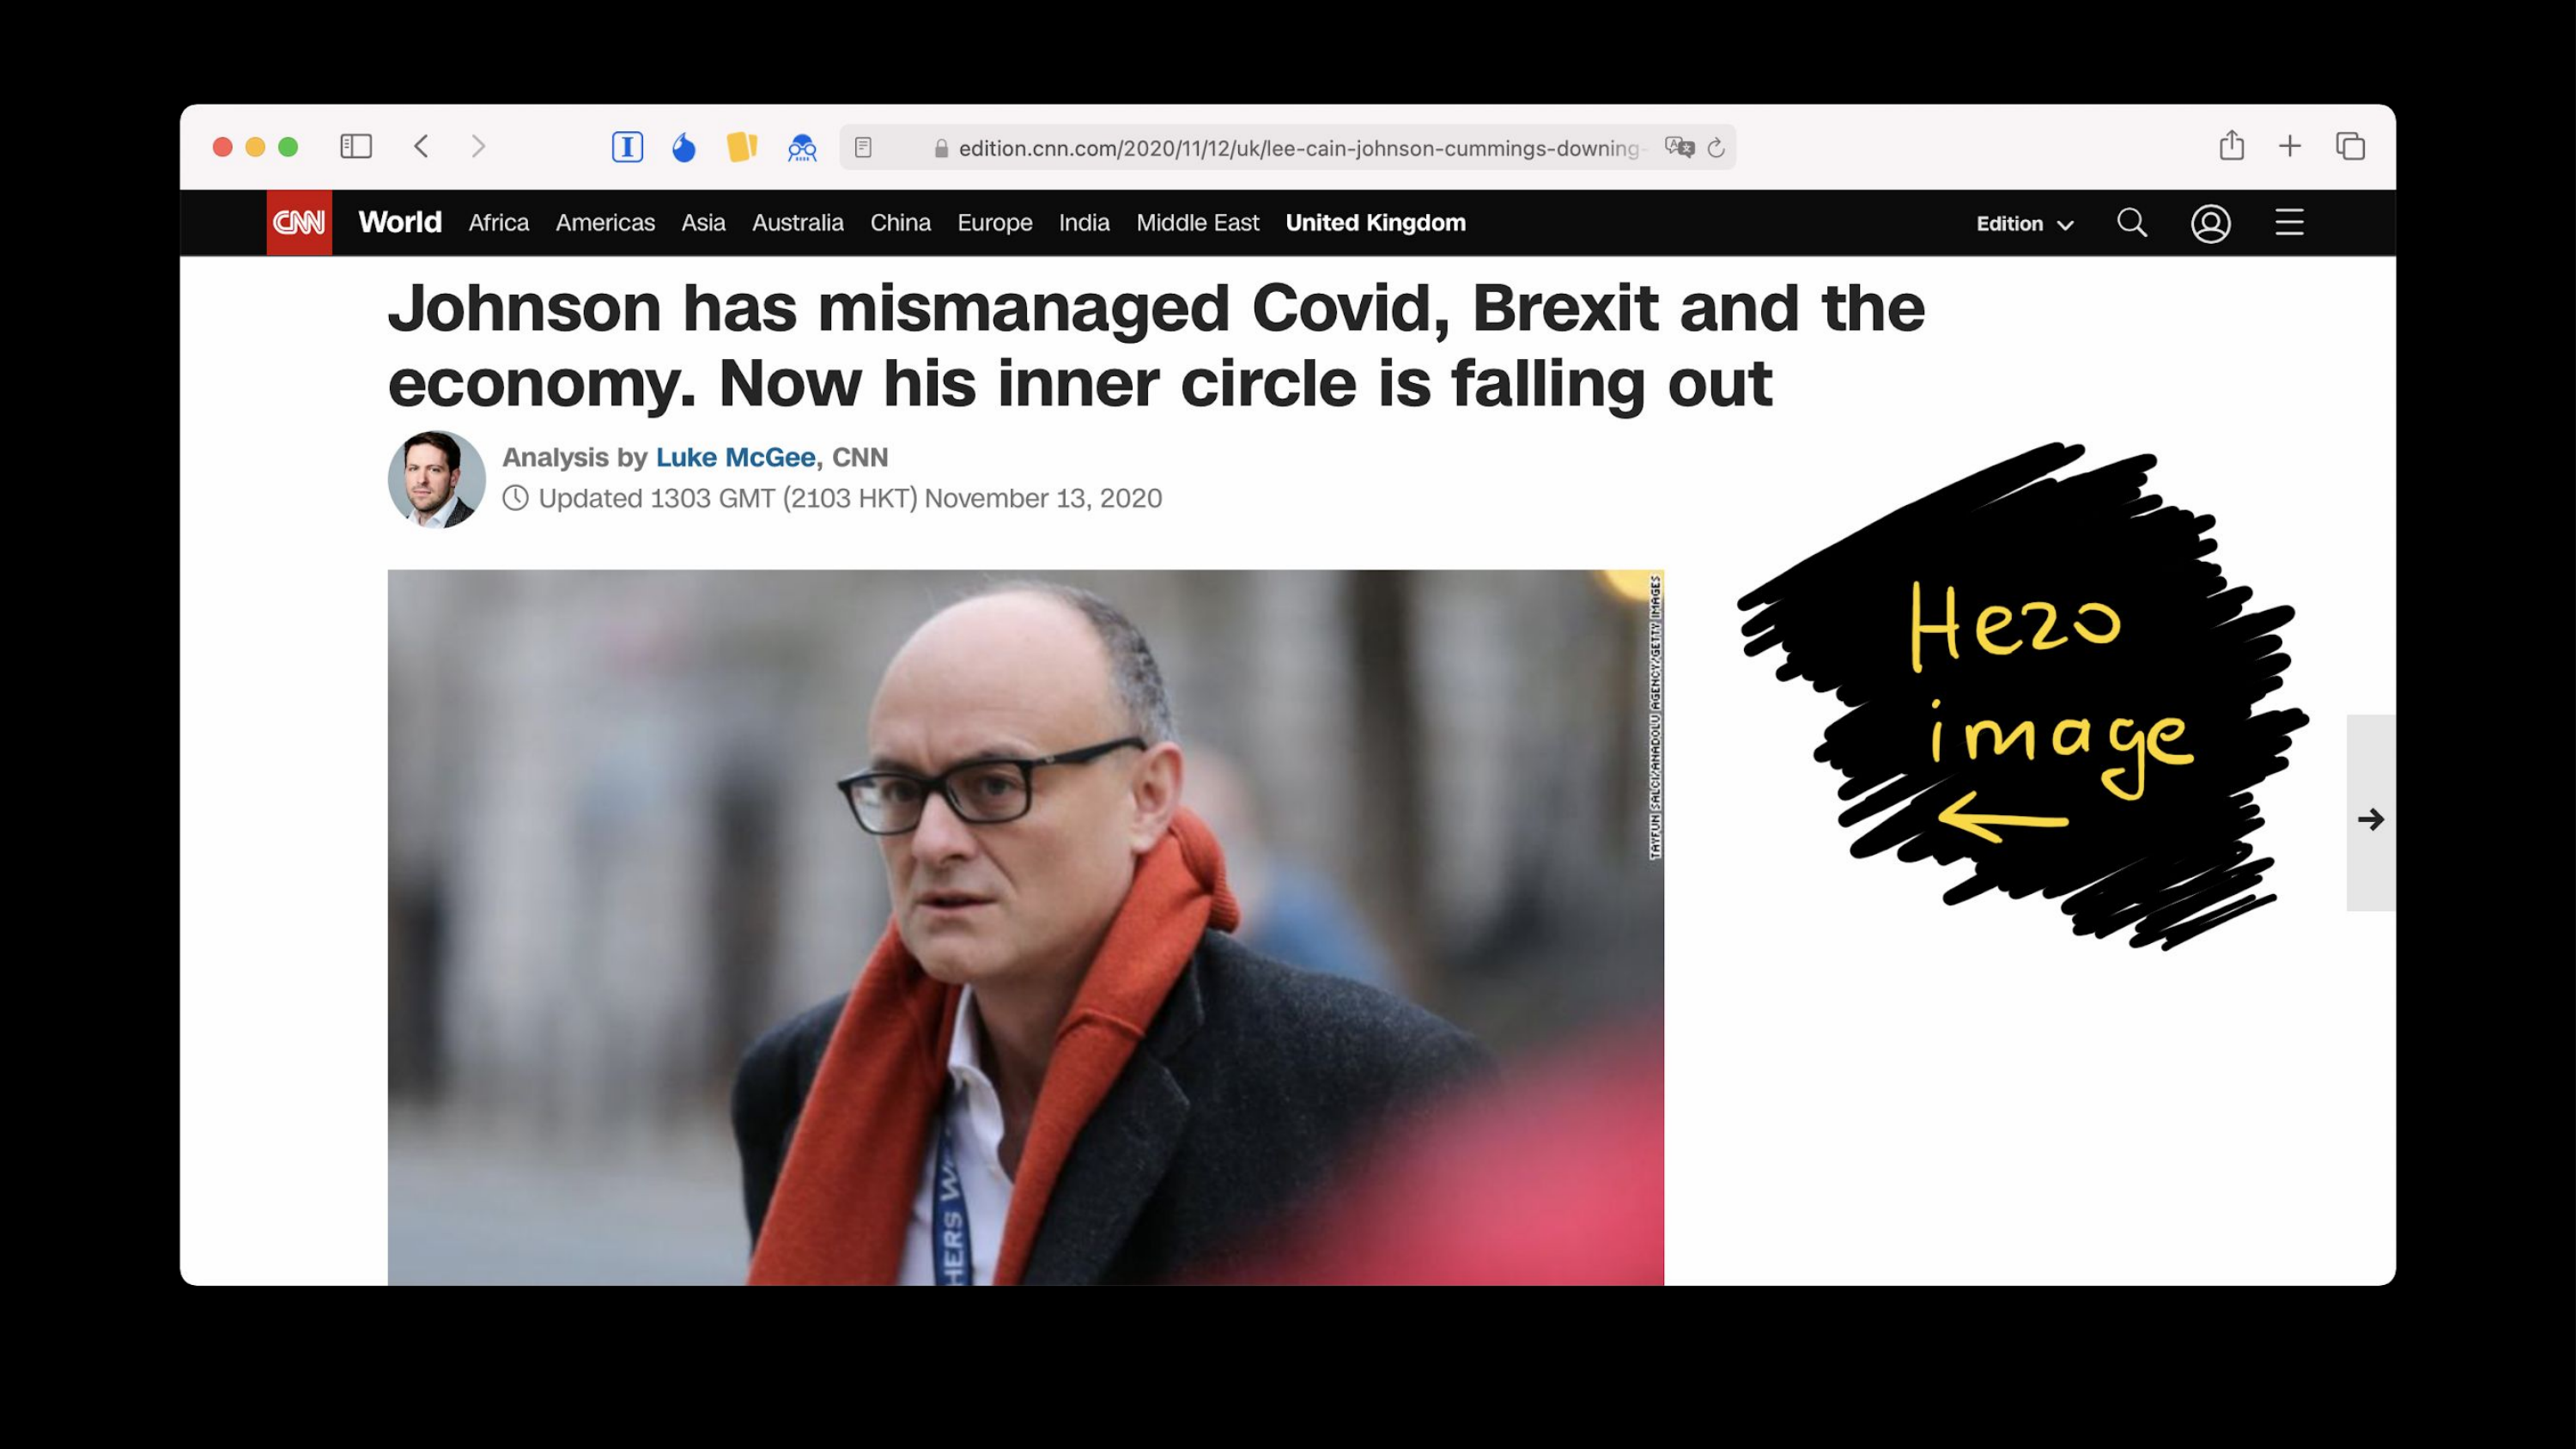 edition.cnn.com/2020/11/12/uk/lee-cain-johnson-cummings-downing-
CNN World Africa Americas Asia Australia China Europe India Middle East United Kingdom Edition
Johnson has mismanaged Covid, Brexit and the
economy. Now his inner circle is falling out
Analysis by Luke McGee, CNN
Updated 1303 GMT (2103 HKT) November 13, 2020
TAYFUN SALCI/ANADOLU AGENCY/GETTY IMAGES
Hero
image
HERS W